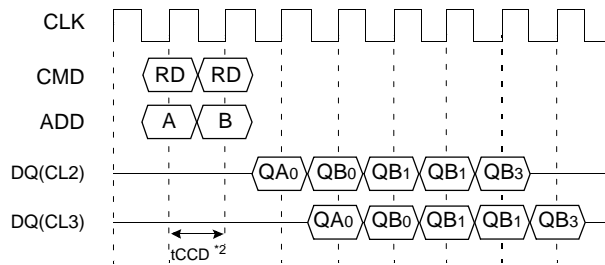 CLK
CMD RD RD
ADD A B
DQ(CL2) QA0 QB0 QB1 QB1 QB3
DQ(CL3) QA0 QB0 QB1 QB1 QB3
tCCD *2